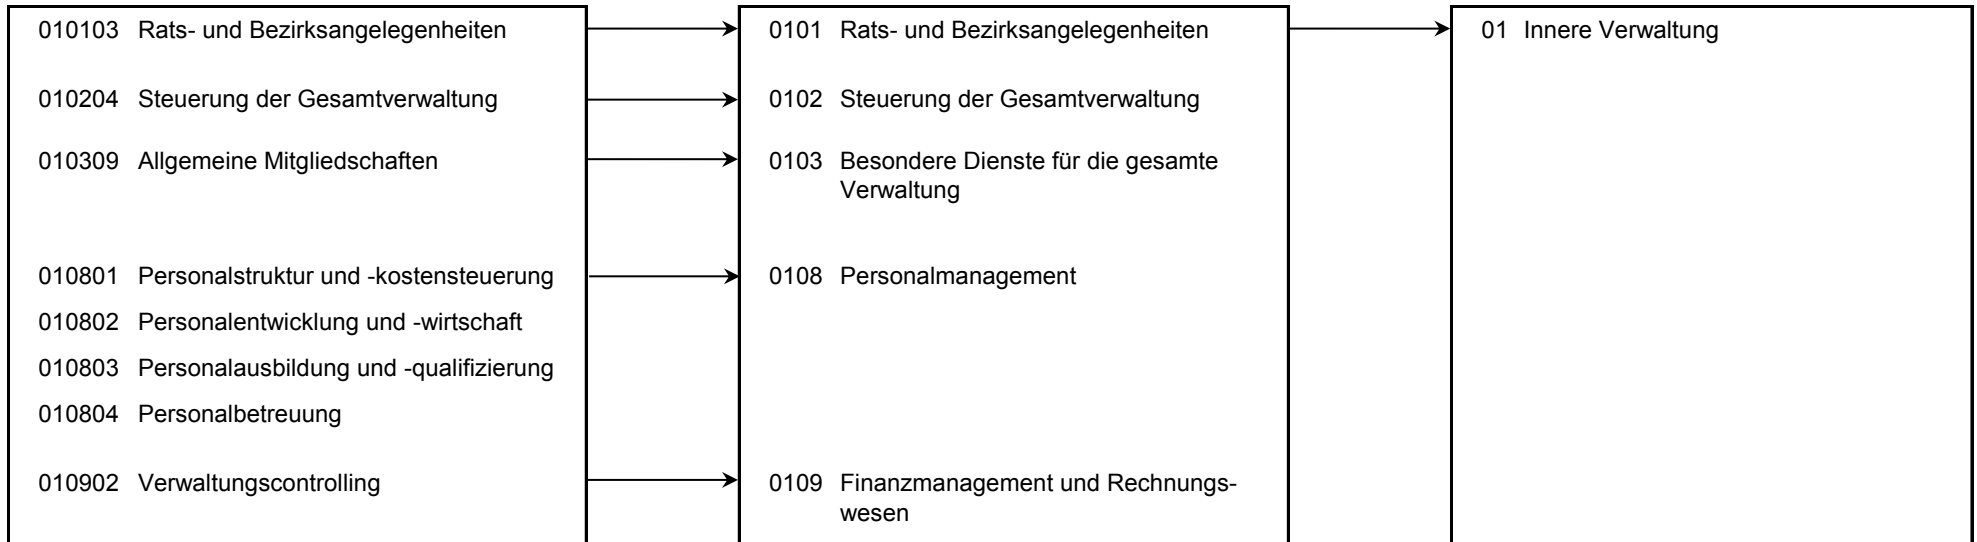 010103 Rats- und Bezirksangelegenheiten
0101 Rats- und Bezirksangelegenheiten
01 Innere Verwaltung
010204 Steuerung der Gesamtverwaltung
0102 Steuerung der Gesamtverwaltung
010309 Allgemeine Mitgliedschaften
0103 Besondere Dienste für die gesamte
Verwaltung
010801 Personalstruktur und -kostensteuerung
0108 Personalmanagement
010802 Personalentwicklung und -wirtschaft
010803 Personalausbildung und -qualifizierung
010804 Personalbetreuung
010902 Verwaltungscontrolling
0109 Finanzmanagement und Rechnungs-
wesen